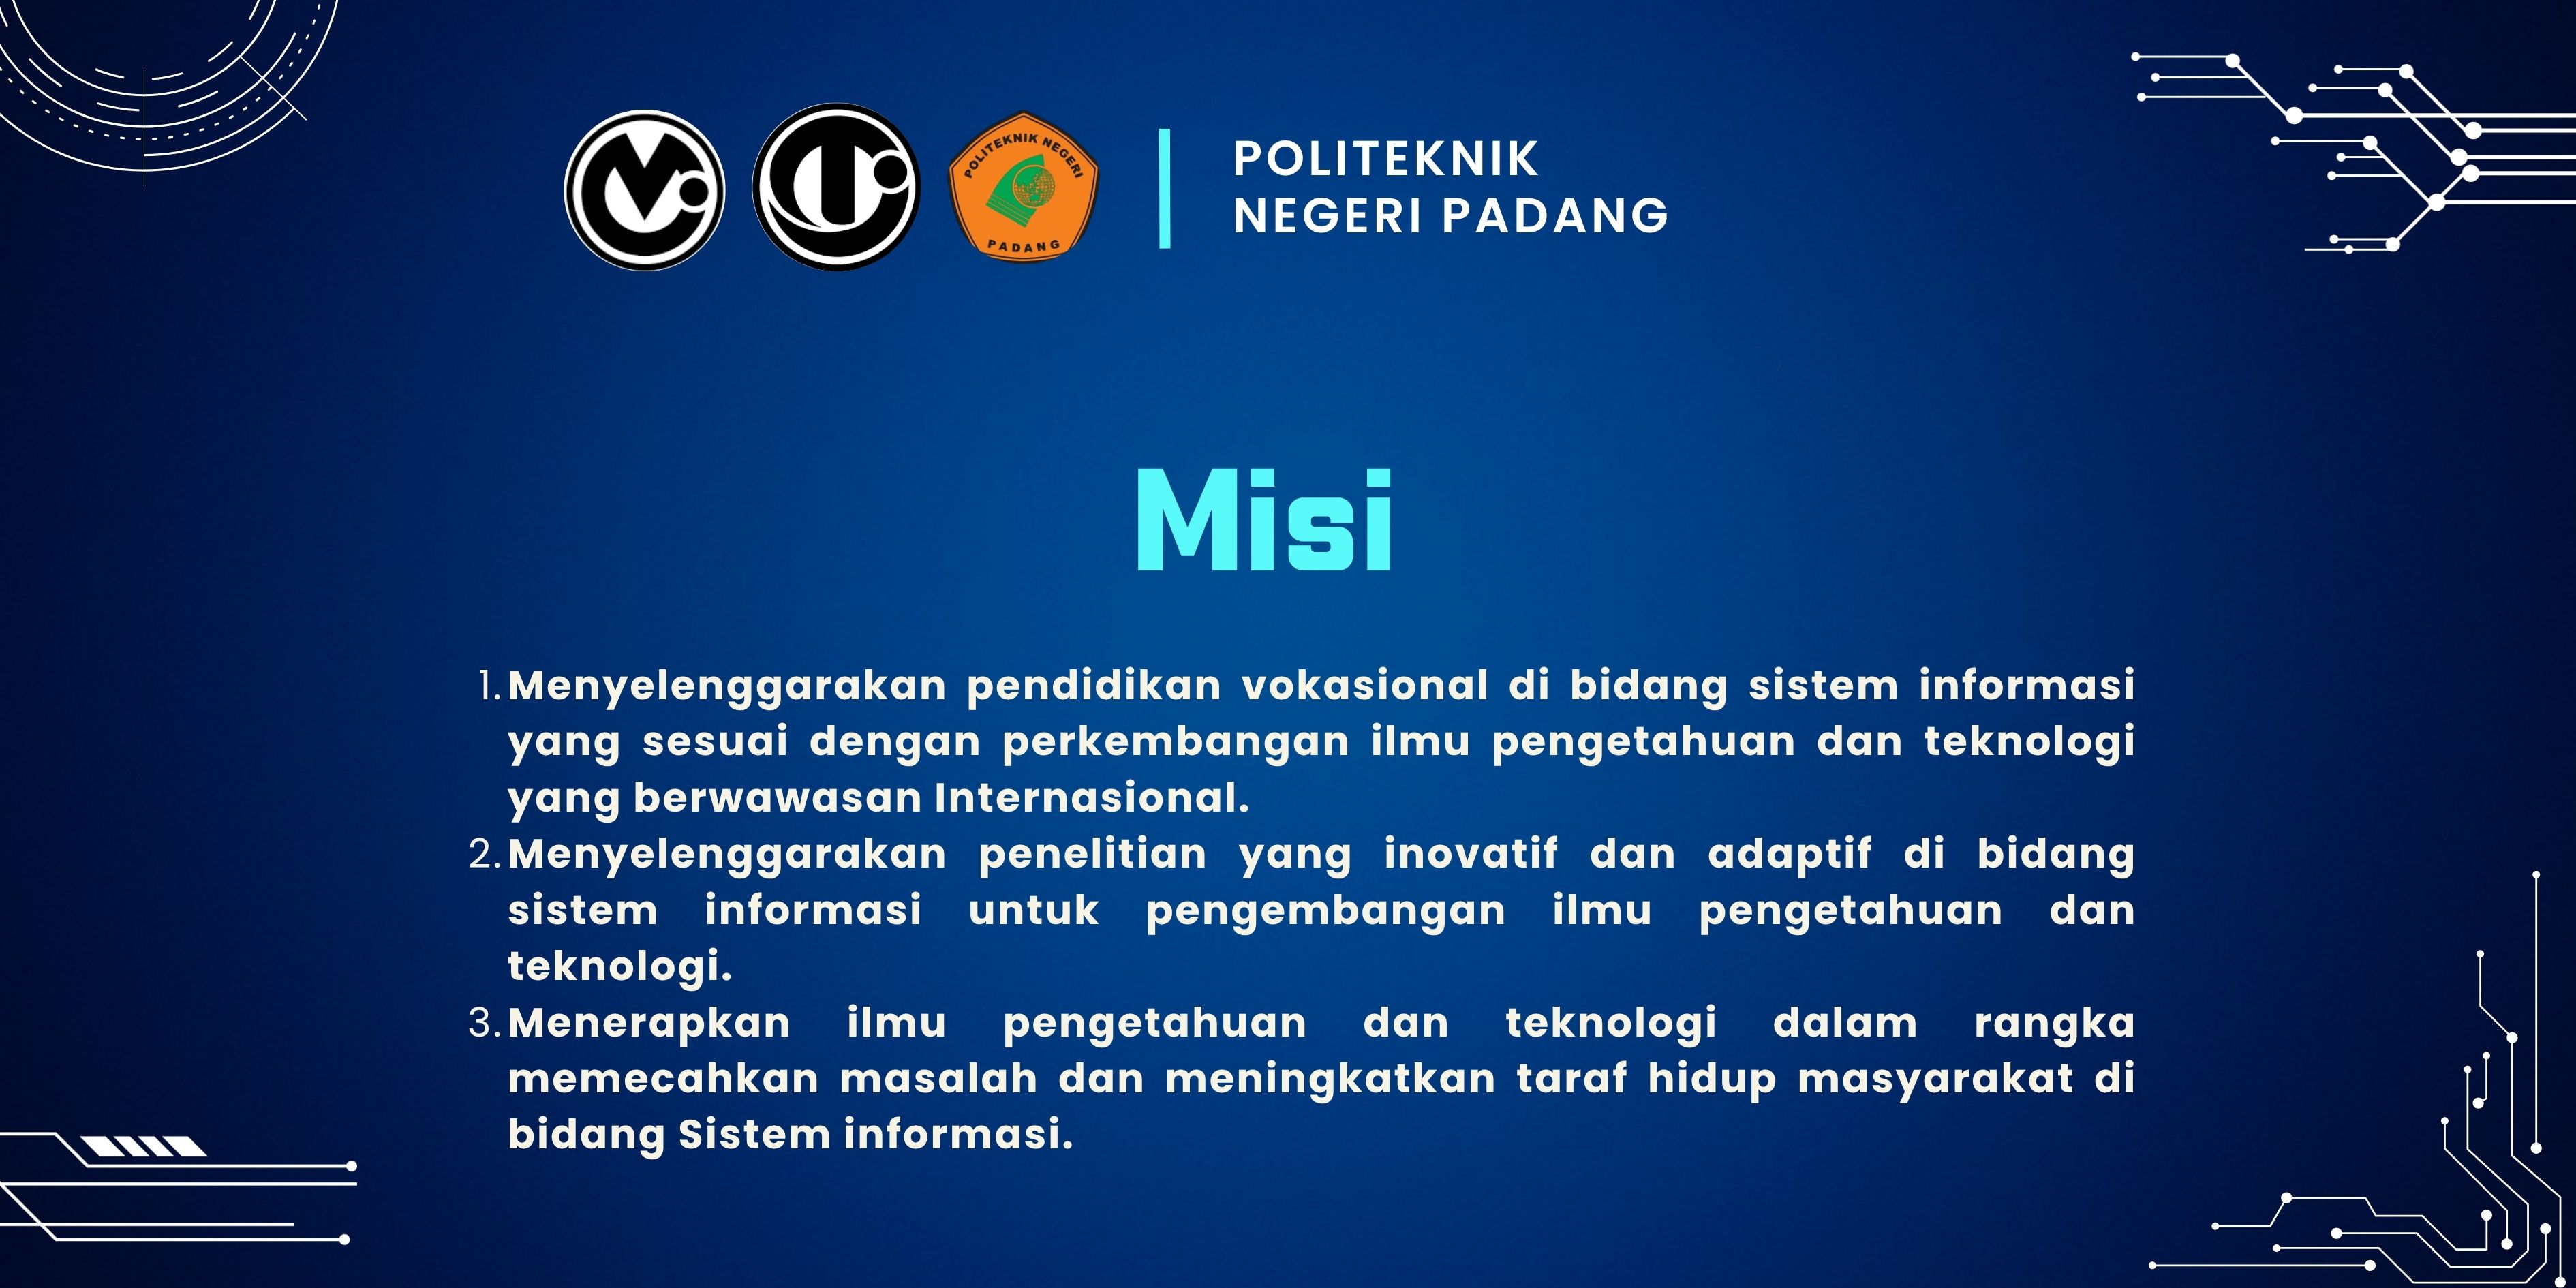 POLITEKNIK NEGERI
PADANG
POLITEKNIK
NEGERI PADANG
Misi
1. Menyelenggarakan pendidikan vokasional di bidang sistem informasi
yang sesuai dengan perkembangan ilmu pengetahuan dan teknologi
yang berwawasan Internasional.
2. Menyelenggarakan penelitian yang inovatif dan adaptif di bidang
sistem informasi untuk pengembangan ilmu pengetahuan dan
teknologi.
3. Menerapkan ilmu pengetahuan dan teknologi dalam rangka
memecahkan masalah dan meningkatkan taraf hidup masyarakat di
bidang Sistem informasi.